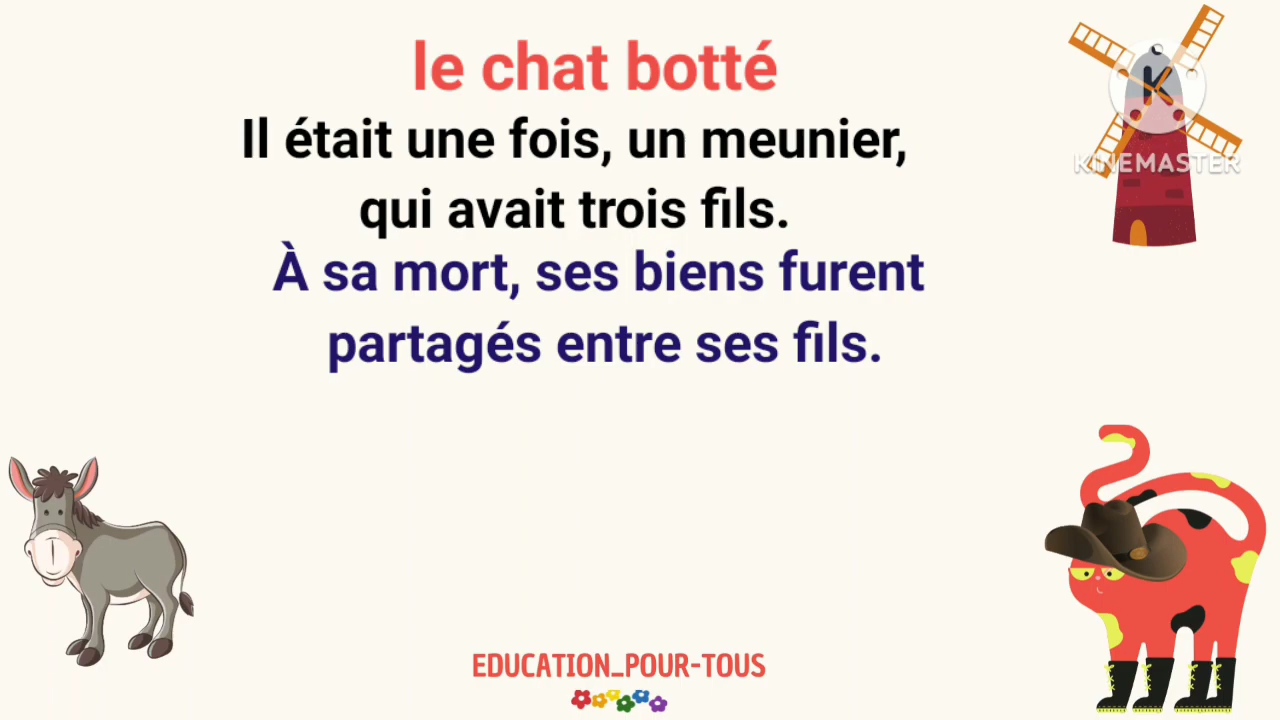 le chat botté
Il était une fois, un meunier,
qui avait trois fils.
À sa mort, ses biens furent
partagés entre ses fils.
K
KINEMASTER
EDUCATION_POUR-TOUS